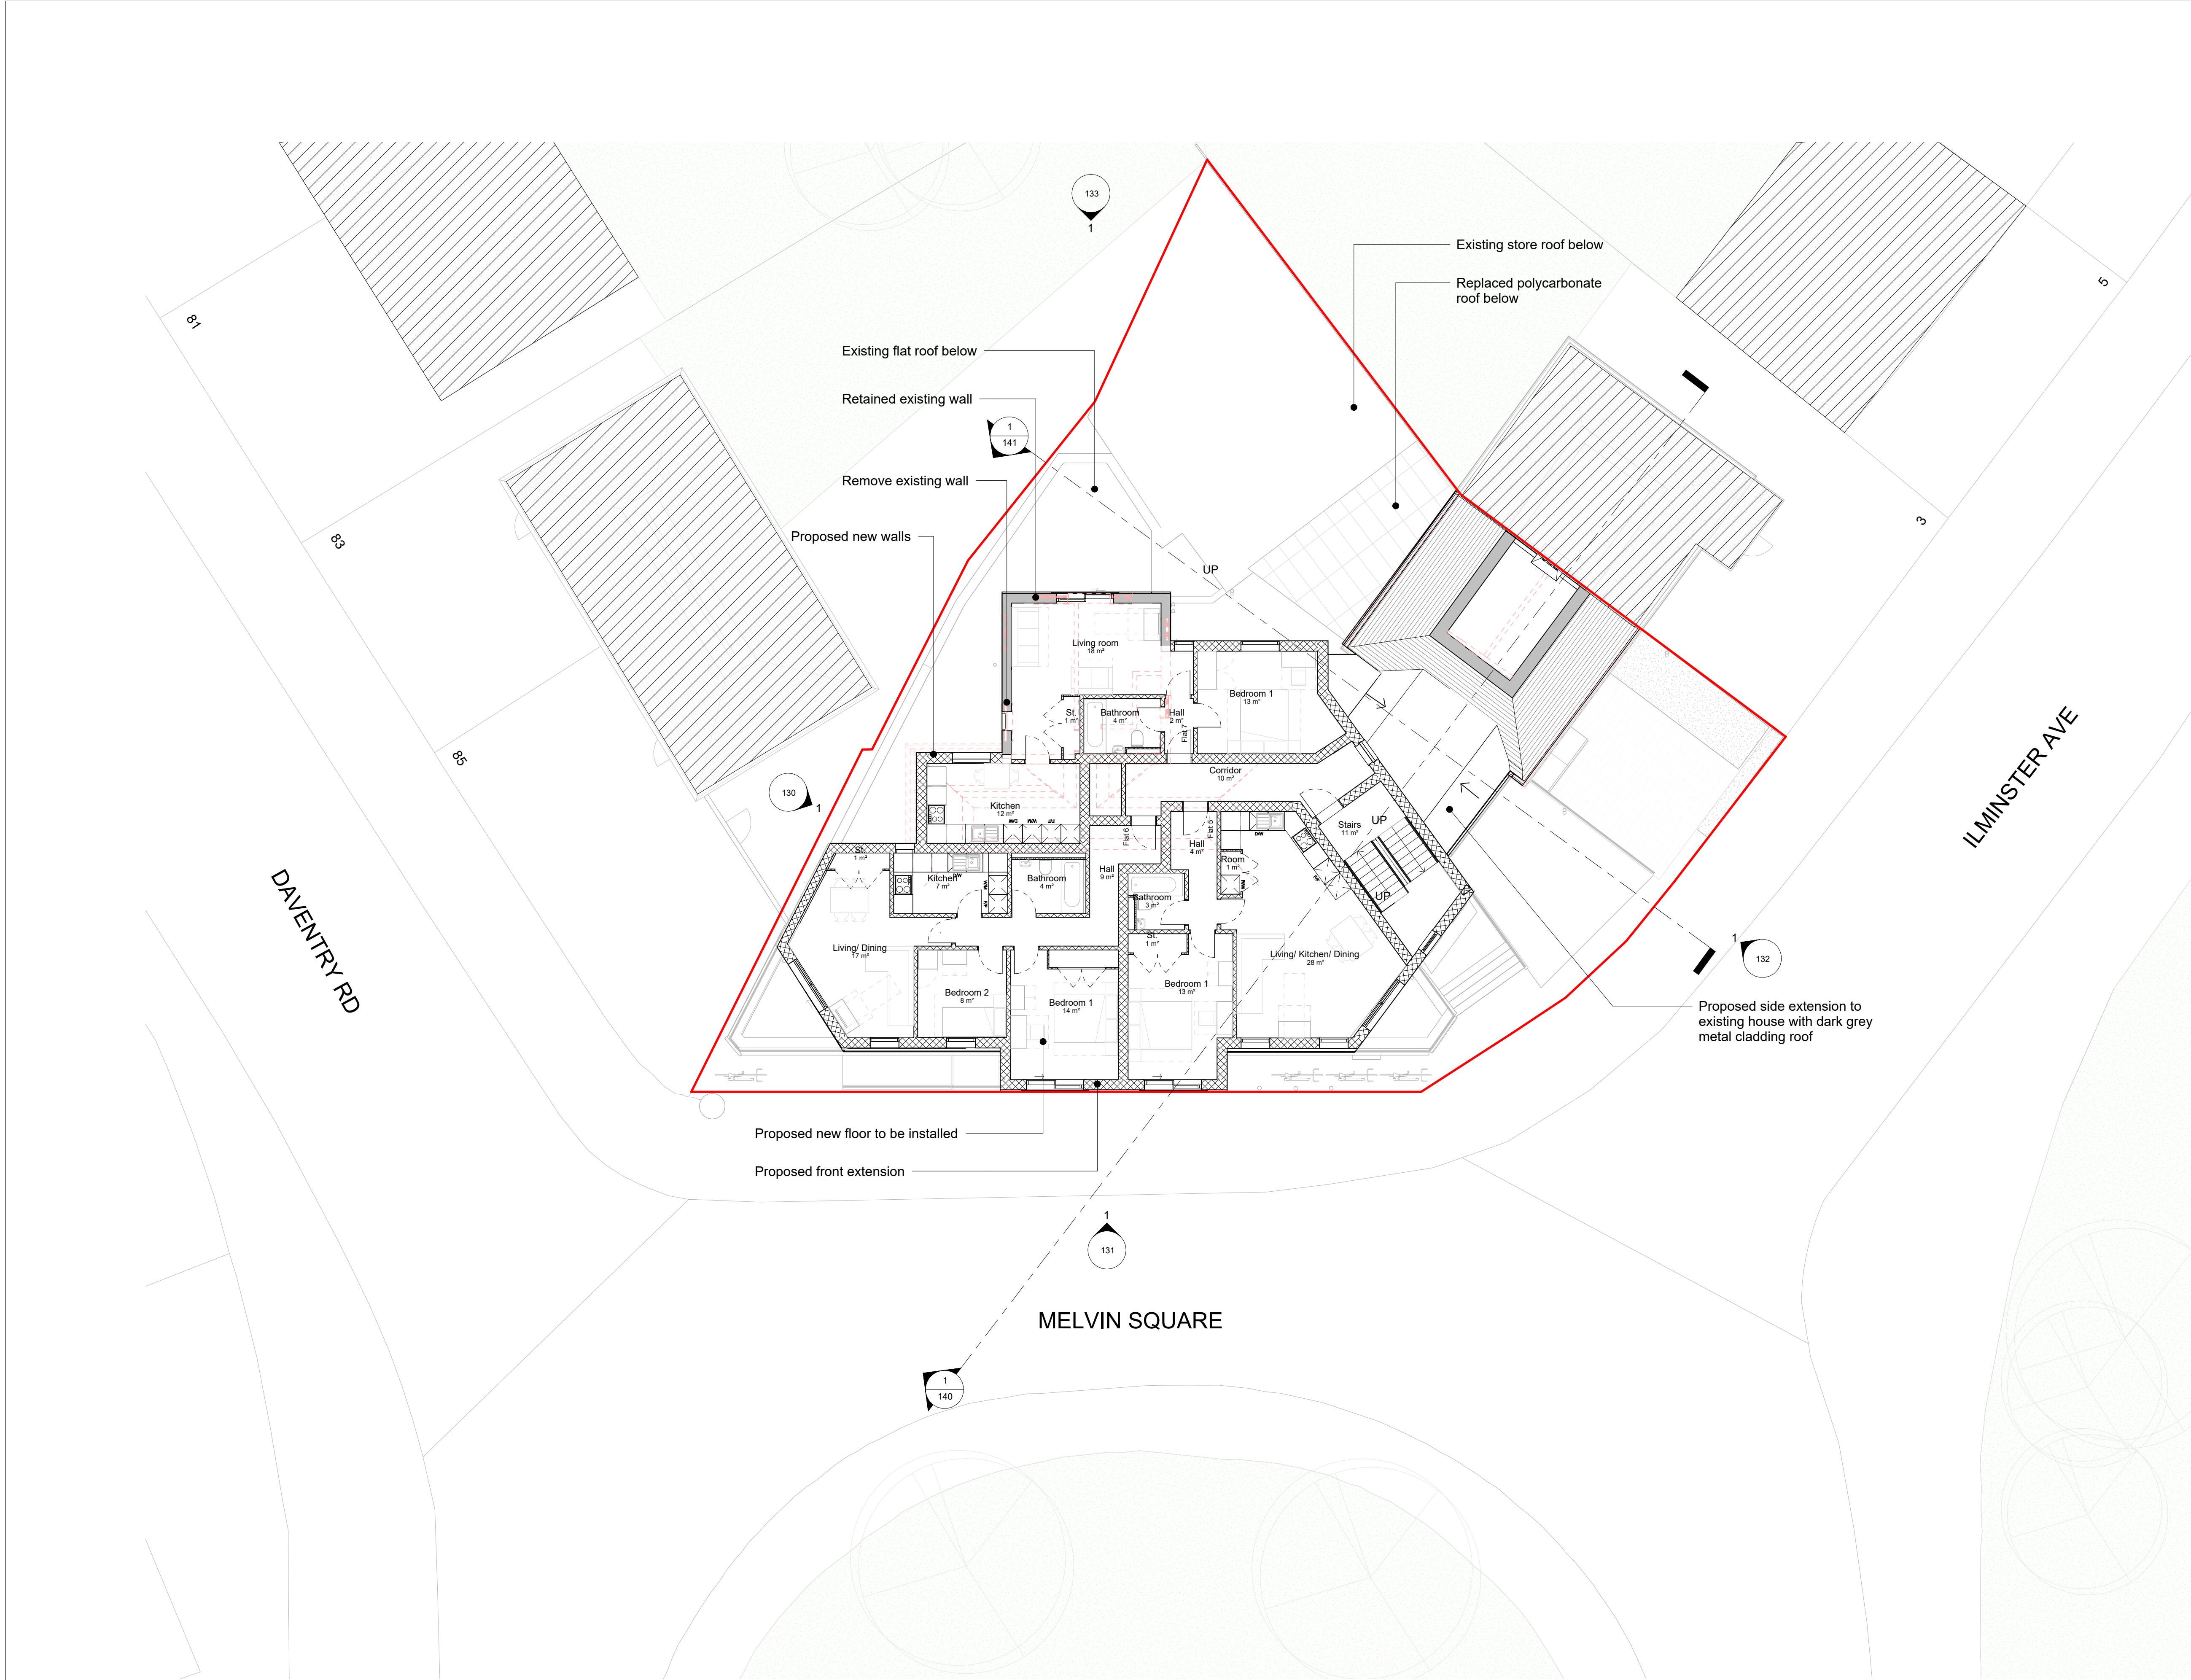 133
1
Existing store roof below
Replaced polycarbonate
roof below
5
81
Existing flat roof below
Retained existing wall
1
141
Remove existing wall
3
83
Proposed new walls
UP
Living room
18 m²
Bedroom 1
13 m²
St.
1 m²
Bathroom
4 m²
Hall
2 m²
Flat 7
85
ILMINSTER AVE
Corridor
10 m²
130
1
Kitchen
12 m²
D/W
W/M
F/F
Stairs
11 m²
UP
Flat 6
Flat 5
D/W
Hall
4 m²
St.
1 m²
Room
1 m²
W/M
F/F
Kitchen
7 m²
D/W
W/M
F/F
Bathroom
4 m²
Hall
9 m²
Bathroom
3 m²
UP
DAVENTRY RD
St.
1 m²
Living/ Dining
17 m²
Living/ Kitchen/ Dining
28 m²
1
132
Bedroom 2
8 m²
Bedroom 1
14 m²
Bedroom 1
13 m²
Proposed side extension to
existing house with dark grey
metal cladding roof
Proposed new floor to be installed
Proposed front extension
1
131
MELVIN SQUARE
1
140